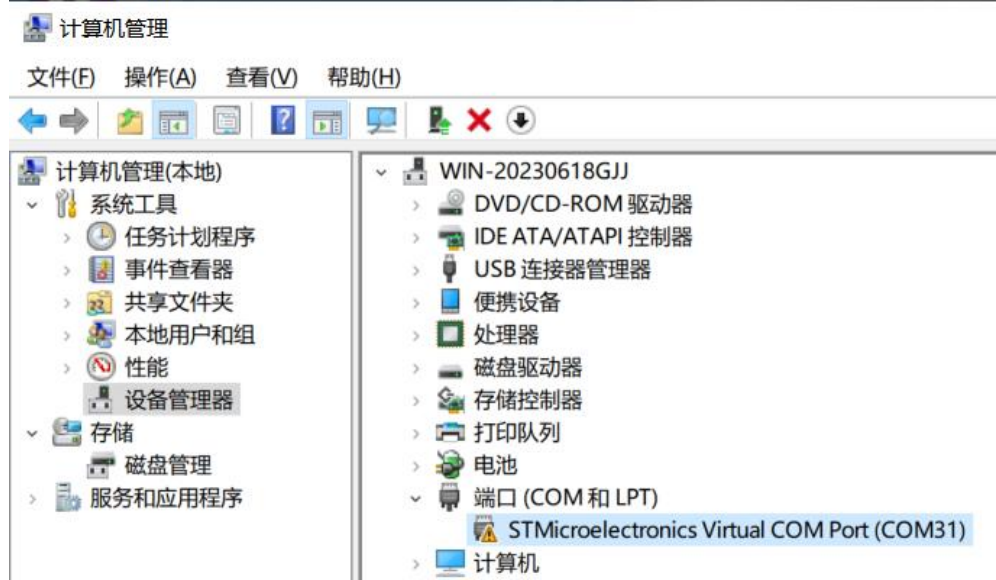 计算机管理
文件(F) 操作(A) 查看(V) 帮助(H)
计算机管理(本地)
系统工具
任务计划程序
事件查看器
共享文件夹
本地用户和组
性能
设备管理器
存储
磁盘管理
服务和应用程序
WIN-20230618GJJ
DVD/CD-ROM 驱动器
IDE ATA/ATAPI 控制器
USB 连接器管理器
便携设备
处理器
磁盘驱动器
存储控制器
打印队列
电池
端口 (COM 和 LPT)
STMicroelectronics Virtual COM Port (COM31)
计算机